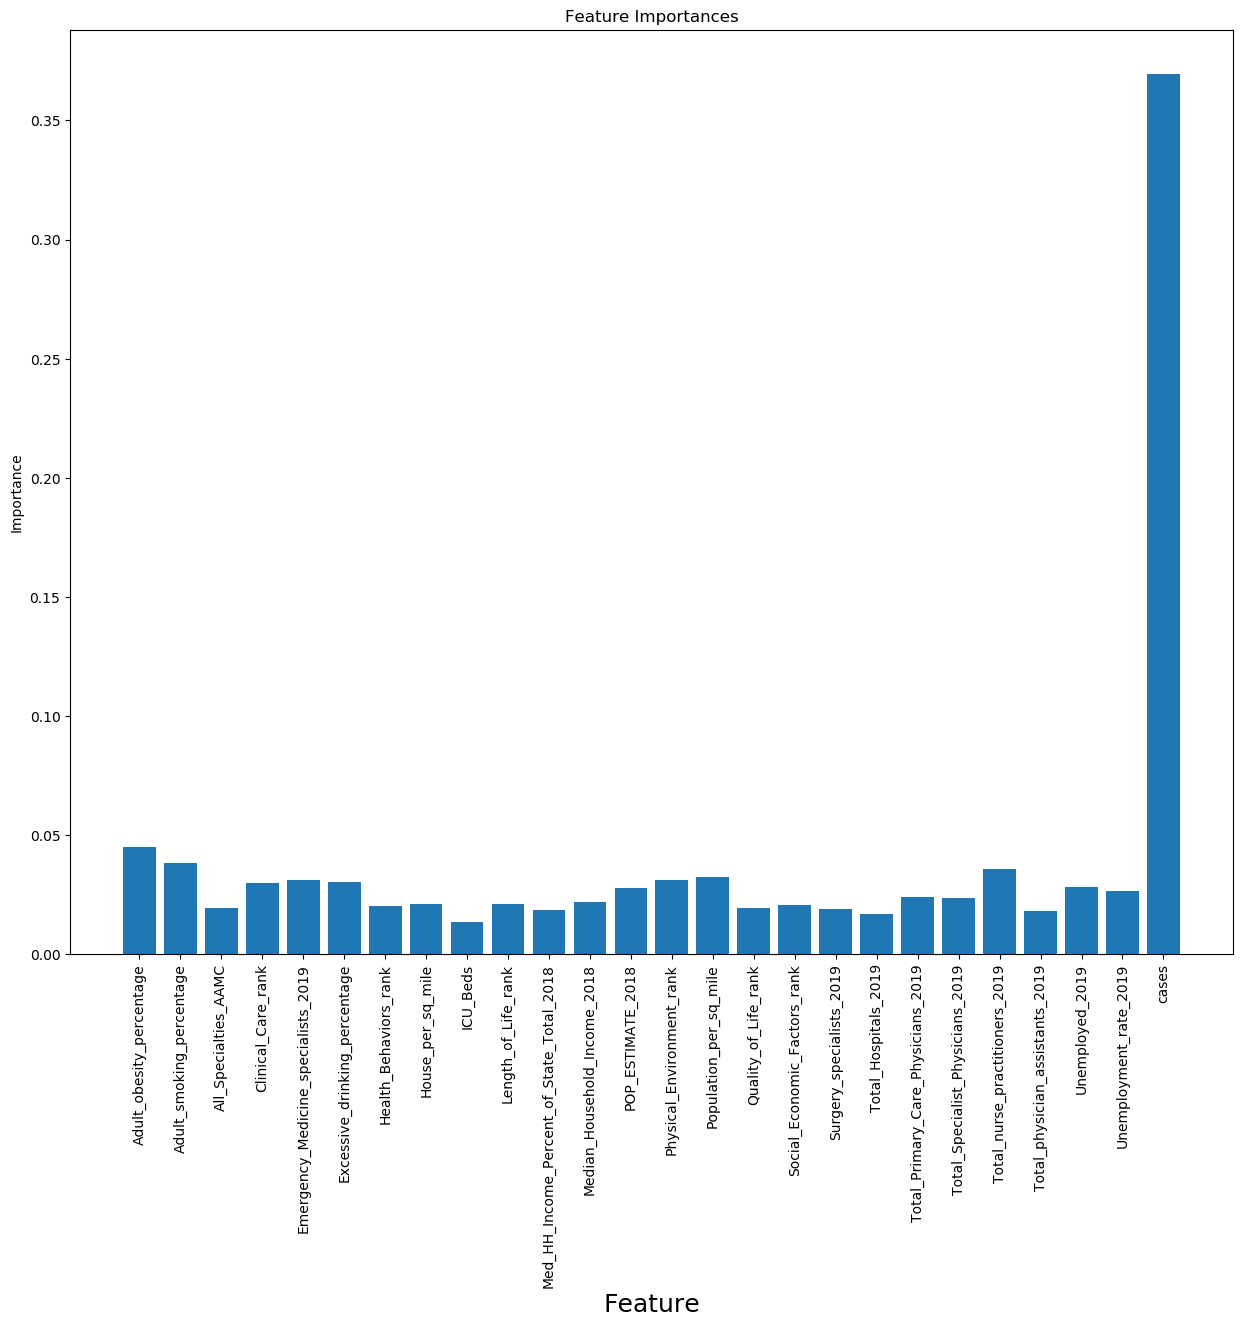 Feature Importances
Importance
0.35
0.30
0.25
0.20
0.15
0.10
0.05
0.00
Adult_obesity_percentage
Adult_smoking_percentage
All_Specialties_AAMC
Clinical_Care_rank
Emergency_Medicine_specialists_2019
Excessive_drinking_percentage
Health_Behaviors_rank
House_per_sq_mile
ICU_Beds
Length_of_Life_rank
Med_HH_Income_Percent_of_State_Total_2018
Median_Household_Income_2018
POP_ESTIMATE_2018
Physical_Environment_rank
Population_per_sq_mile
Quality_of_Life_rank
Social_Economic_Factors_rank
Surgery_specialists_2019
Total_Hospitals_2019
Total_Primary_Care_Physicians_2019
Total_Specialist_Physicians_2019
Total_nurse_practitioners_2019
Total_physician_assistants_2019
Unemployed_2019
Unemployment_rate_2019
cases
Feature